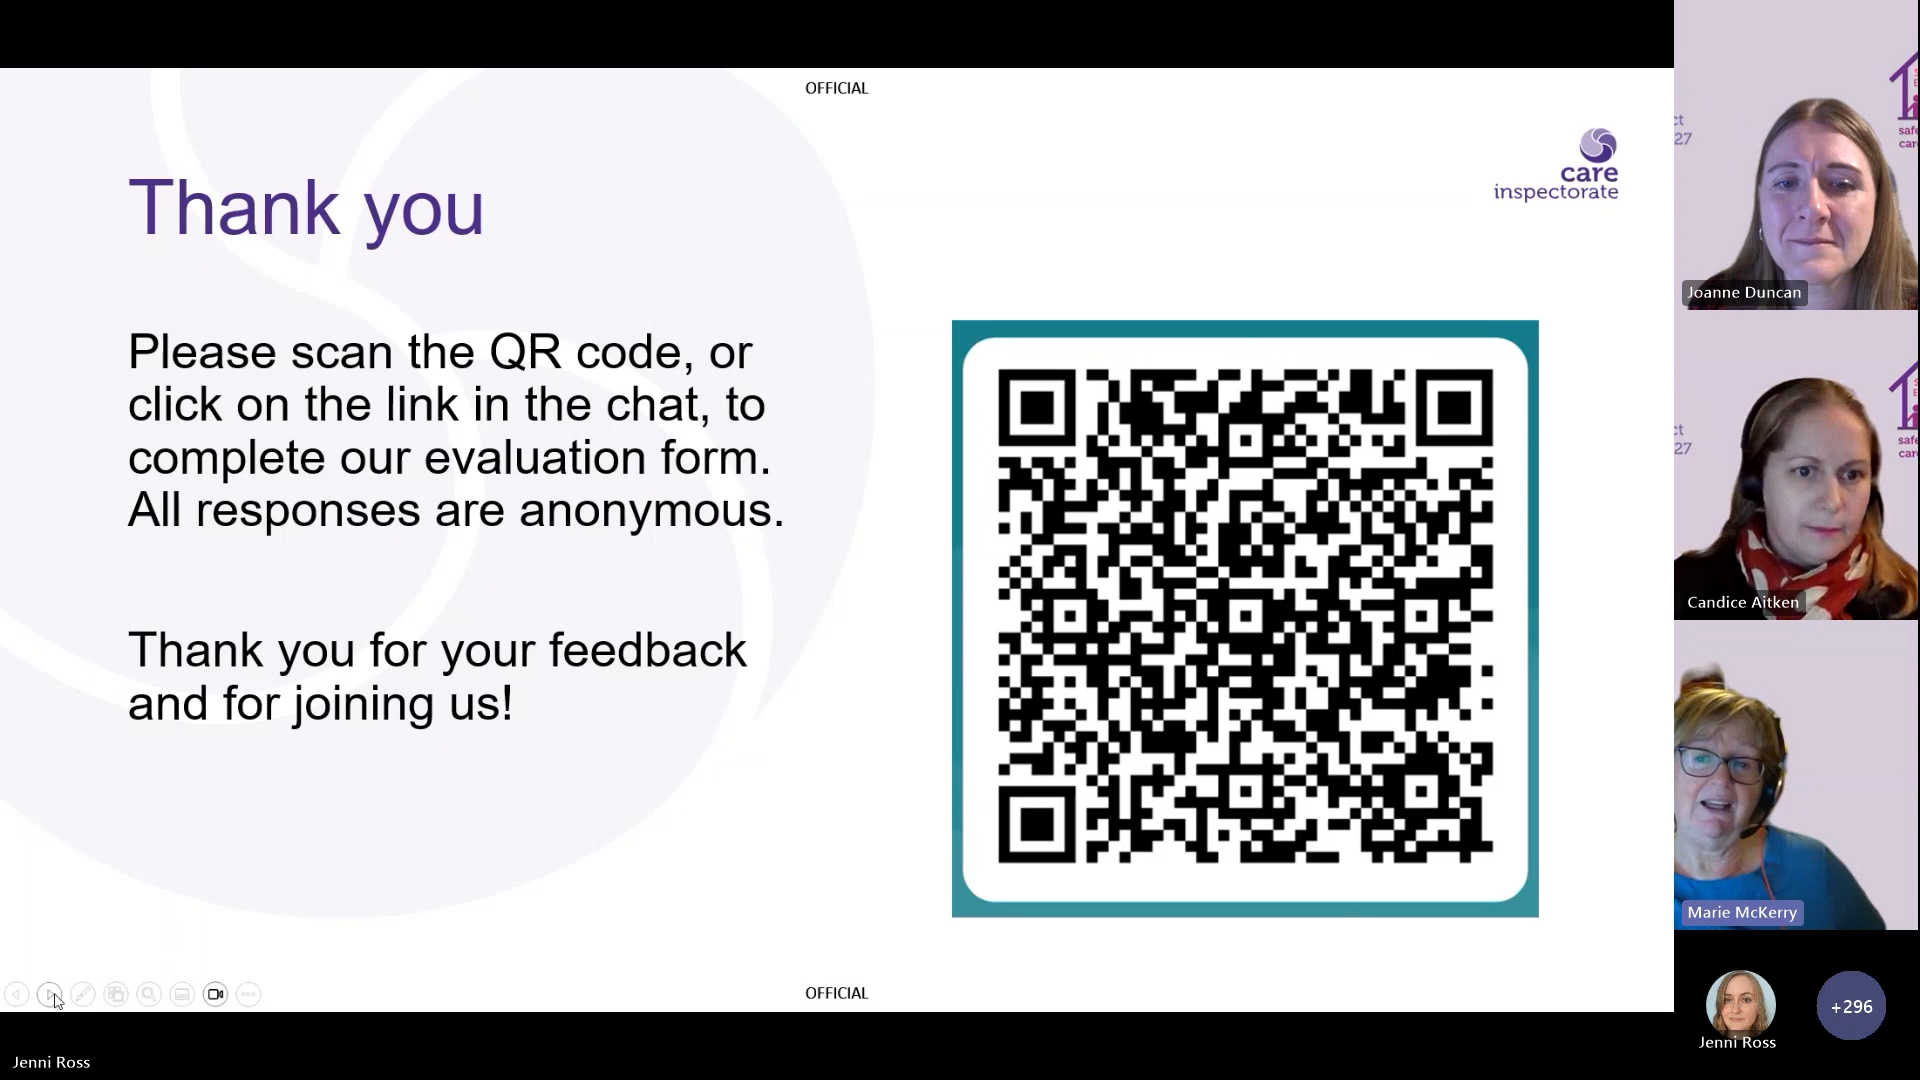 OFFICIAL
care
inspectorate
Thank you
Please scan the QR code, or
click on the link in the chat, to
complete our evaluation form.
All responses are anonymous.
Thank you for your feedback
and for joining us!
OFFICIAL
27
Joanne Duncan
27
Candice Aitken
Marie McKerry
+296
Jenni Ross
Jenni Ross